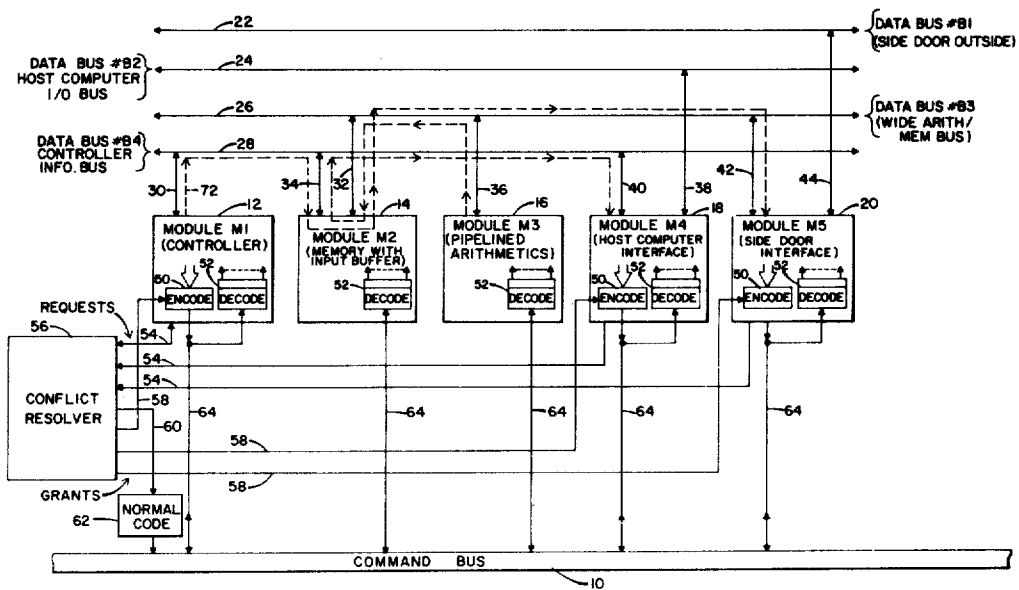 22
DATA BUS #B1
(SIDE DOOR OUTSIDE)
DATA BUS #B2
HOST COMPUTER
I/O BUS
24
26
DATA BUS #B3
(WIDE ARITH/
MEM BUS)
DATA BUS #B4
CONTROLLER
INFO. BUS
28
30
72
34
32
36
40
38
42
44
12
14
16
18
20
MODULE M1
(CONTROLLER)
MODULE M2
(MEMORY WITH
INPUT BUFFER)
MODULE M3
(PIPELINED
ARITHMETICS)
MODULE M4
(HOST COMPUTER
INTERFACE)
MODULE M5
(SIDE DOOR
INTERFACE)
50
52
ENCODE
DECODE
52
DECODE
52
DECODE
50
52
ENCODE
DECODE
50
52
ENCODE
DECODE
REQUESTS
56
54
54
54
CONFLICT
RESOLVER
58
60
64
64
64
64
64
58
58
GRANTS
62
NORMAL
CODE
COMMAND BUS
10